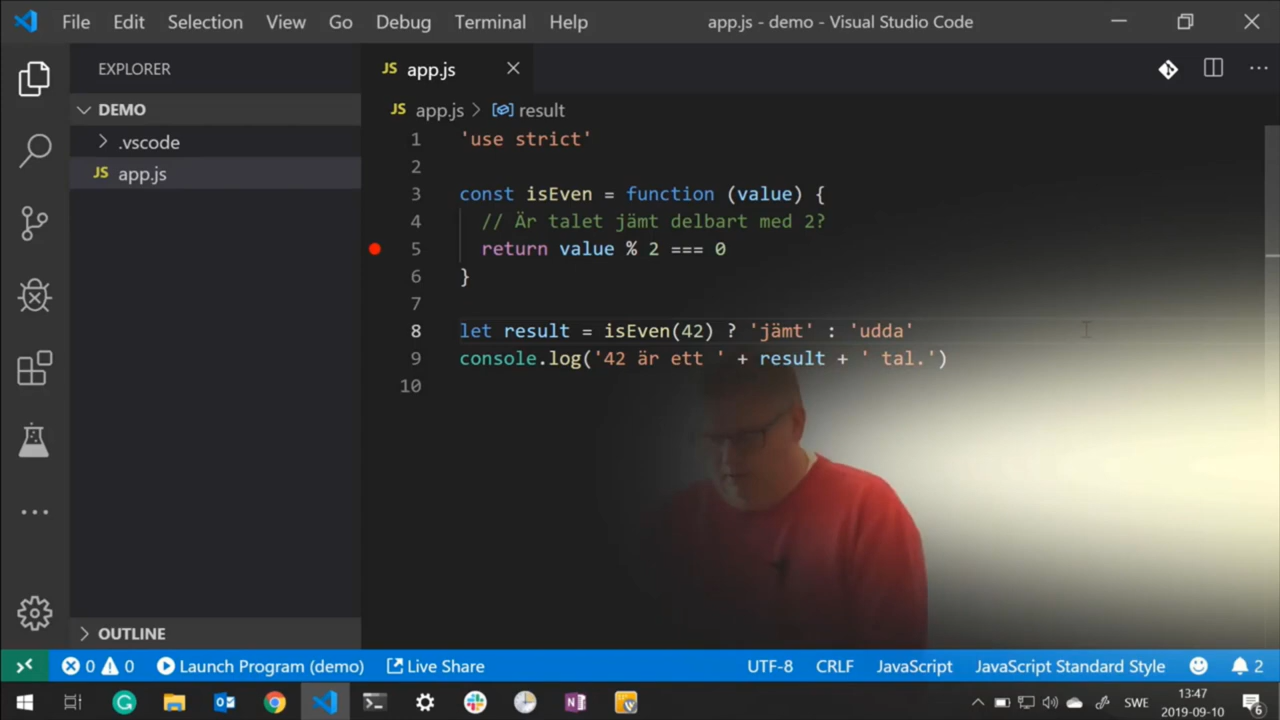 File Edit Selection View Go Debug Terminal Help app.js - demo - Visual Studio Code
EXPLORER
JS app.js
DEMO
JS app.js > result
.vscode
JS app.js
1 'use strict'
2
3 const isEven = function (value) {
4 // Är talet jämt delbart med 2?
5 return value % 2 === 0
6 }
7
8 let result = isEven(42) ? 'jämt' : 'udda'
9 console.log('42 är ett ' + result + ' tal.')
10
OUTLINE
0 0 Launch Program (demo) Live Share UTF-8 CRLF JavaScript JavaScript Standard Style 2
SWE
13:47
2019-09-10
6